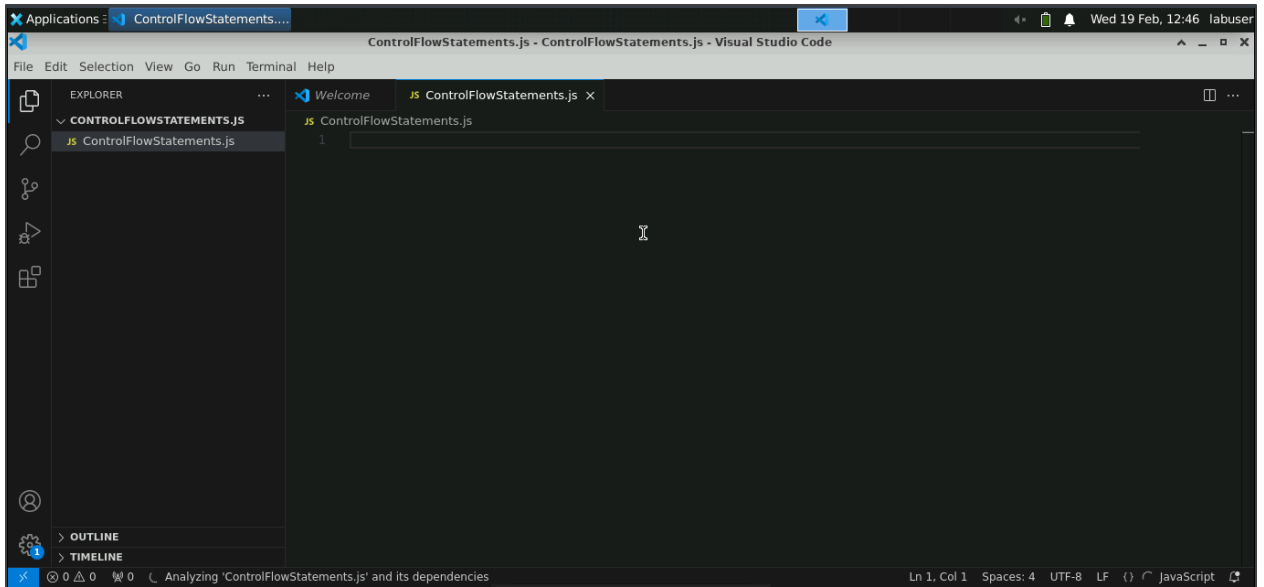 Applications ControlFlowStatements.... Wed 19 Feb, 12:46 labuser
ControlFlowStatements.js - ControlFlowStatements.js - Visual Studio Code
File Edit Selection View Go Run Terminal Help
EXPLORER ... Welcome JS ControlFlowStatements.js ...
CONTROLFLOWSTATEMENTS.JS JS ControlFlowStatements.js
JS ControlFlowStatements.js 1
OUTLINE
1
TIMELINE
0 0 0 Analyzing 'ControlFlowStatements.js' and its dependencies Ln 1, Col 1 Spaces: 4 UTF-8 LF {} JavaScript